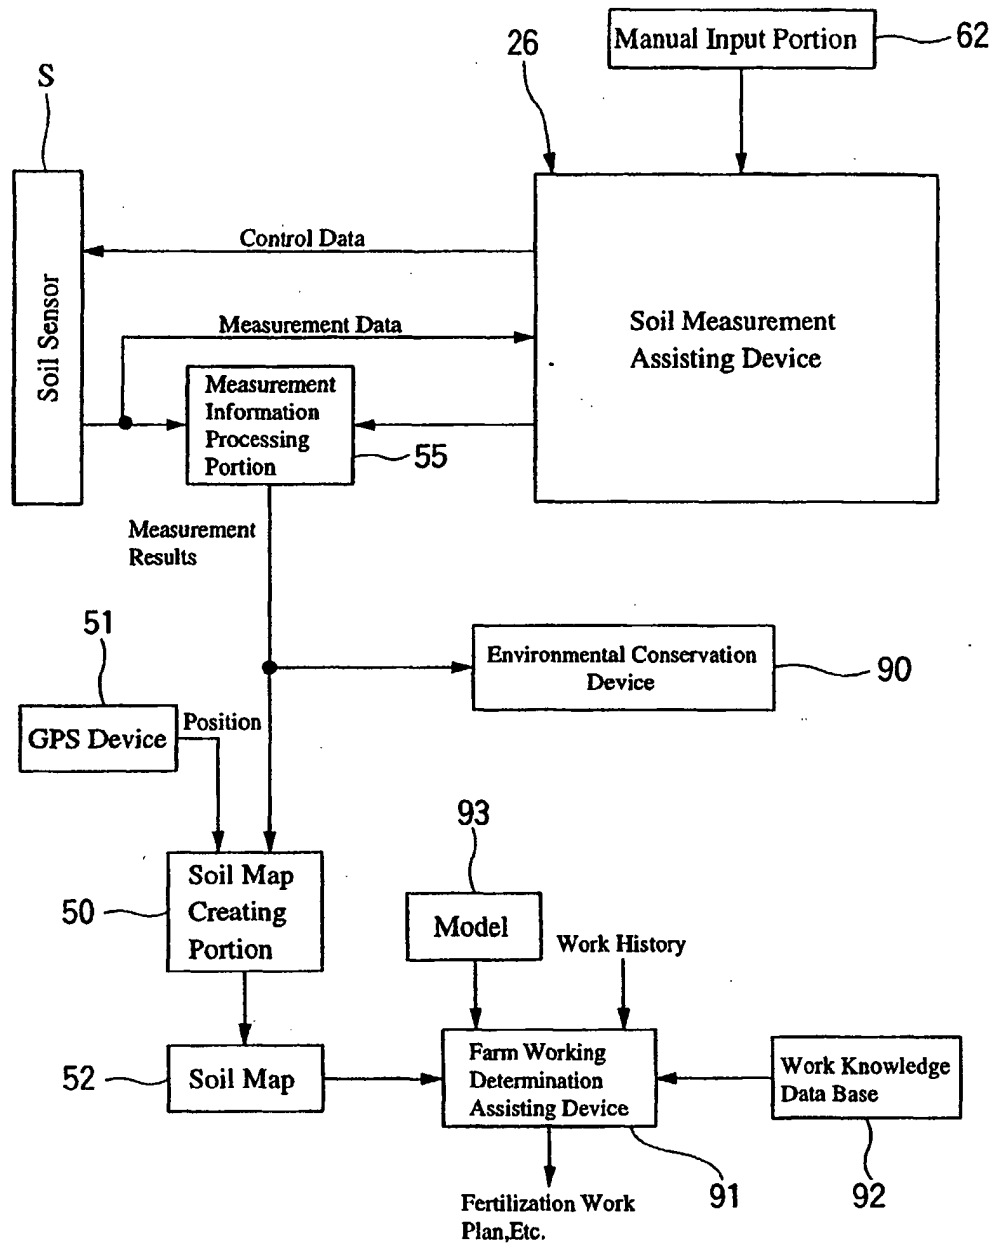 Manual Input Portion
62
26
S
Control Data
Soil Sensor
Measurement Data
Soil Measurement
Assisting Device
Measurement
Information
Processing
Portion
55
Measurement
Results
51
Environmental Conservation
Device
90
GPS Device
Position
93
Soil Map
Creating
Portion
50
Model
Work History
52
Soil Map
Farm Working
Determination
Assisting Device
Work Knowledge
Data Base
91
92
Fertilization Work
Plan,Etc.